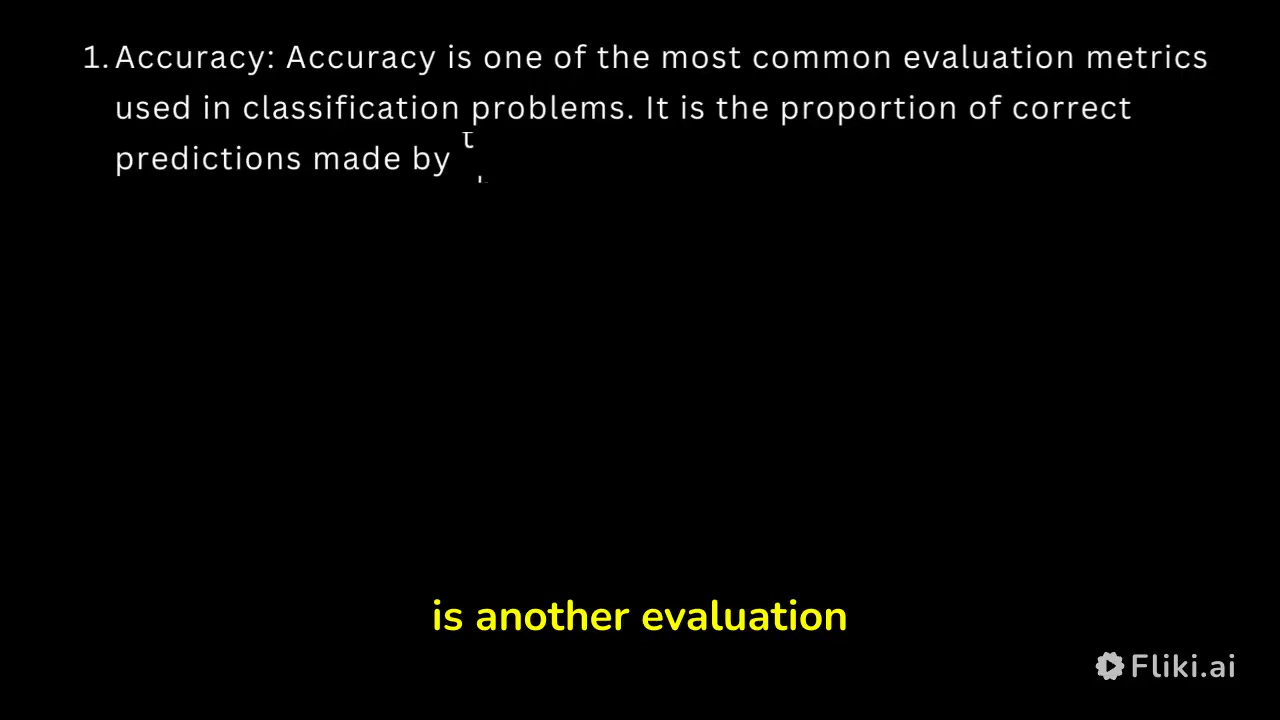 1. Accuracy: Accuracy is one of the most common evaluation metrics
used in classification problems. It is the proportion of correct
predictions made by
is another evaluation
Fliki.ai